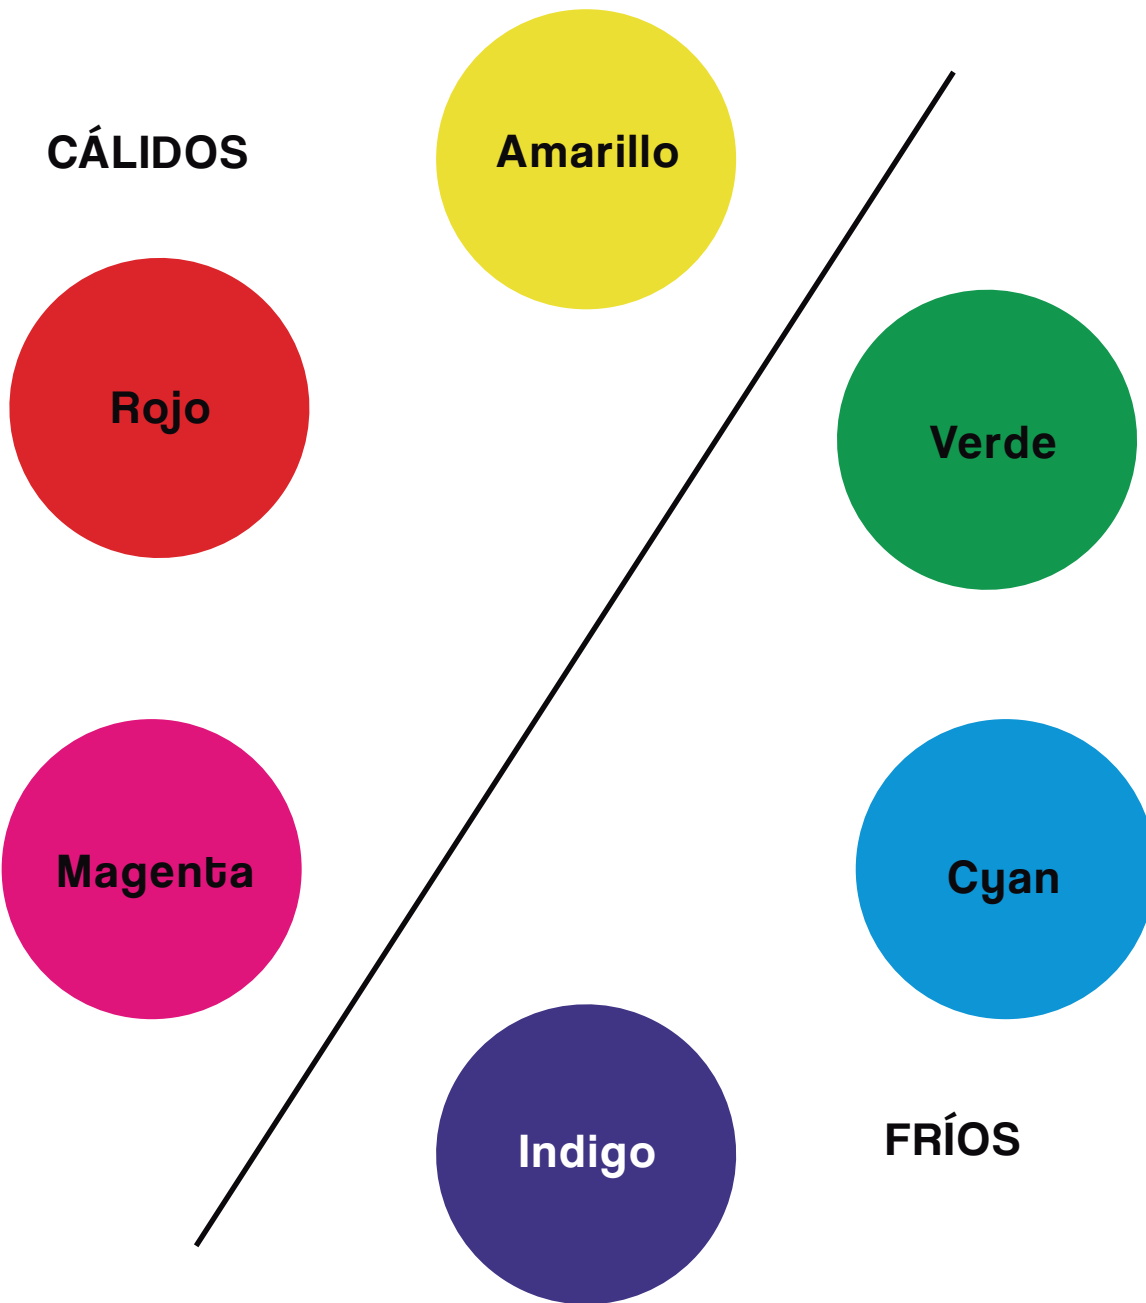 CÁLIDOS
Amarillo
Rojo
Verde
Magenta
Cyan
Indigo
FRÍOS